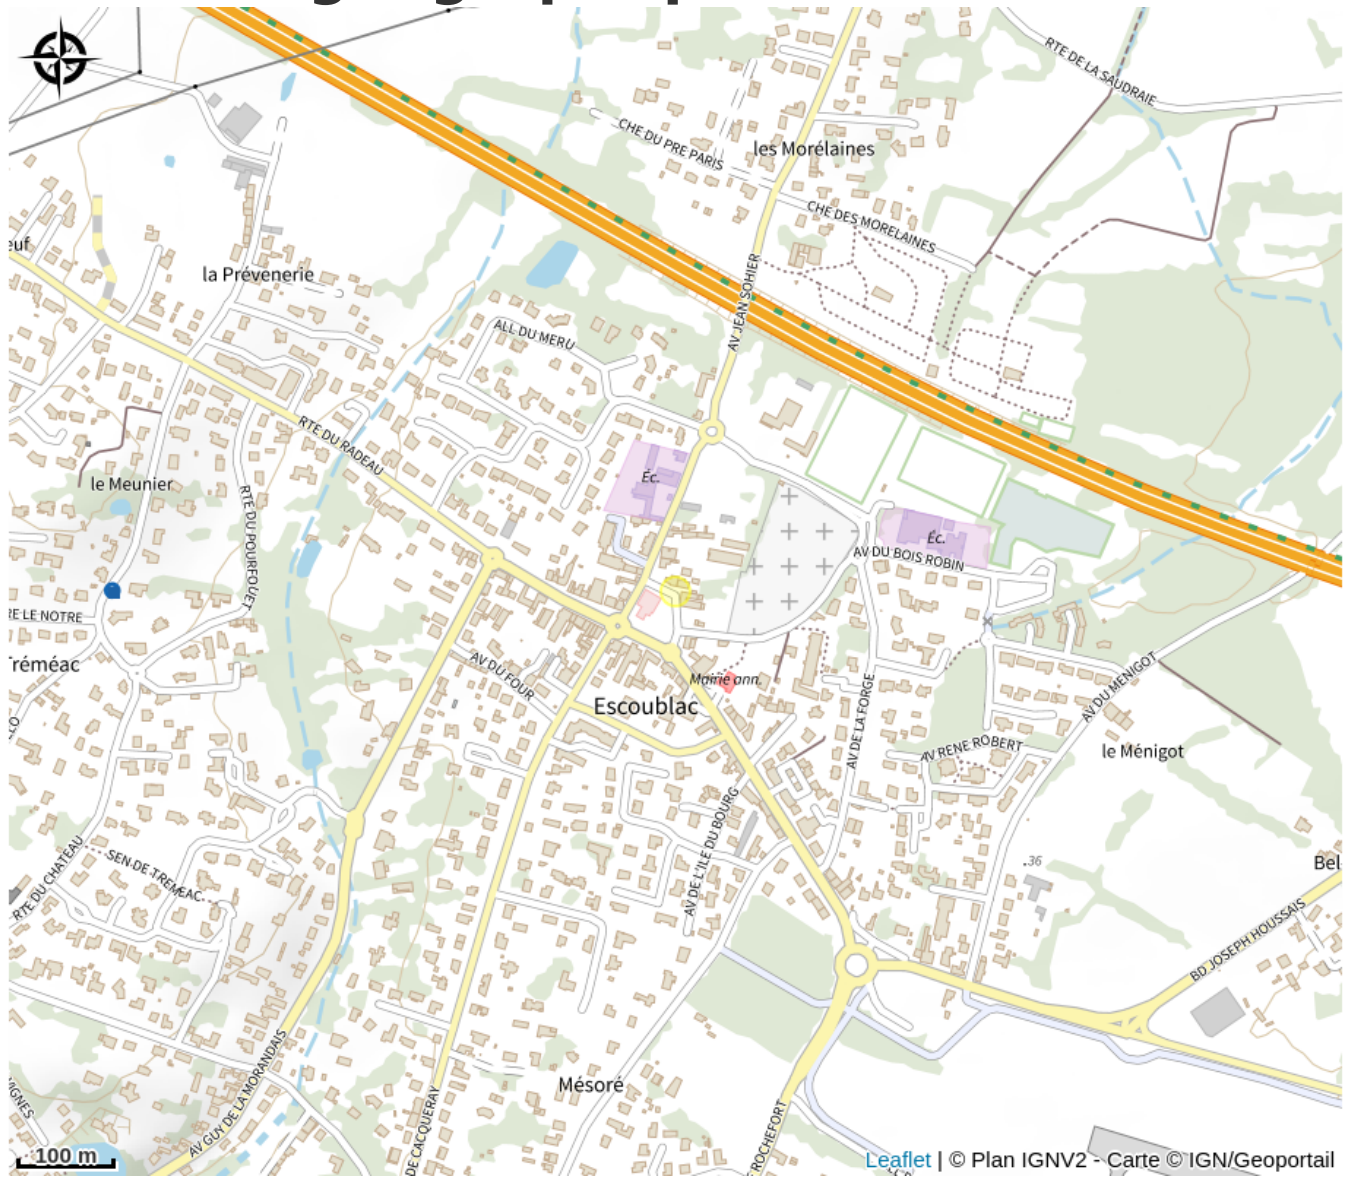 RTE DE LA SAUDRAIE
CHE DU PRE PARIS
les Morélaines
CHE DES MORELAINES
euf
la Prévenerie
AV JEAN SOHIER
ALL DU MERU
RTE DU RADEAU
Éc.
le Meunier
RTE DU POURFOUET
Éc.
AV DU BOIS ROBIN
RE LE NOTRE
Tréméac
AV DU FOUR
Mairie ann.
AV DU MENIGOT
Escoublac
AV DE LA FORGE
AV RENE ROBERT
le Ménigot
AV DE L'ILE DU BOURG
SEN DE TREMEAC
RTE DU CHATEAU
36
Bel
BD JOSEPH HOUSSAIS
Mésoré
AV GUY DE LA MORANDAIS
DE CACQUERAY
ROCHEFORT
100 m
Leaflet | © Plan IGNV2 - Carte © IGN/Geoportail